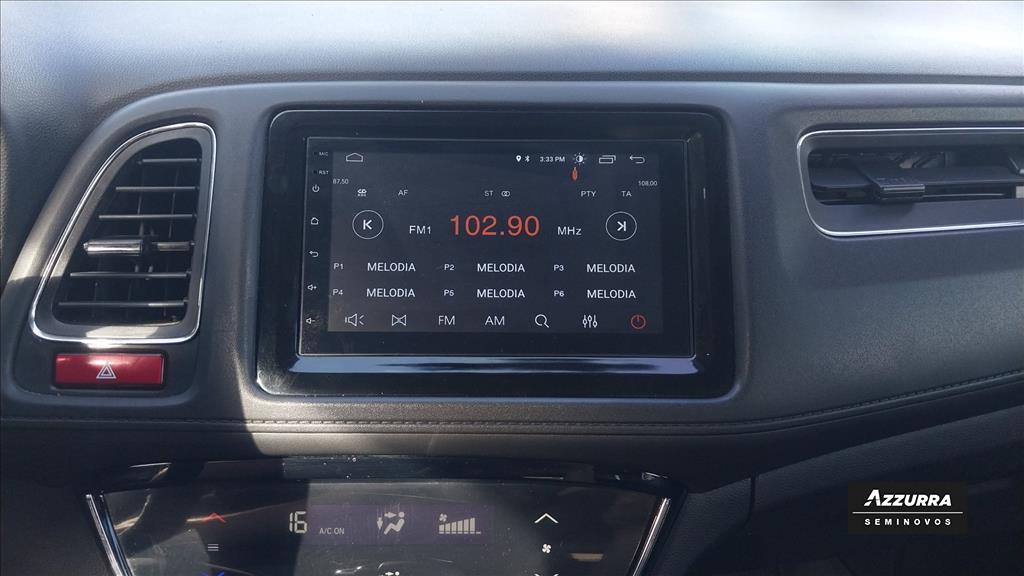 MIC
3:33 PM
RST
87.50
108.00
AF
ST
PTY
TA
FM1 102.90 MHz
P1 MELODIA P2 MELODIA P3 MELODIA
P4 MELODIA P5 MELODIA P6 MELODIA
FM AM
16 A/C ON
AZZURRA
SEMINOVOS